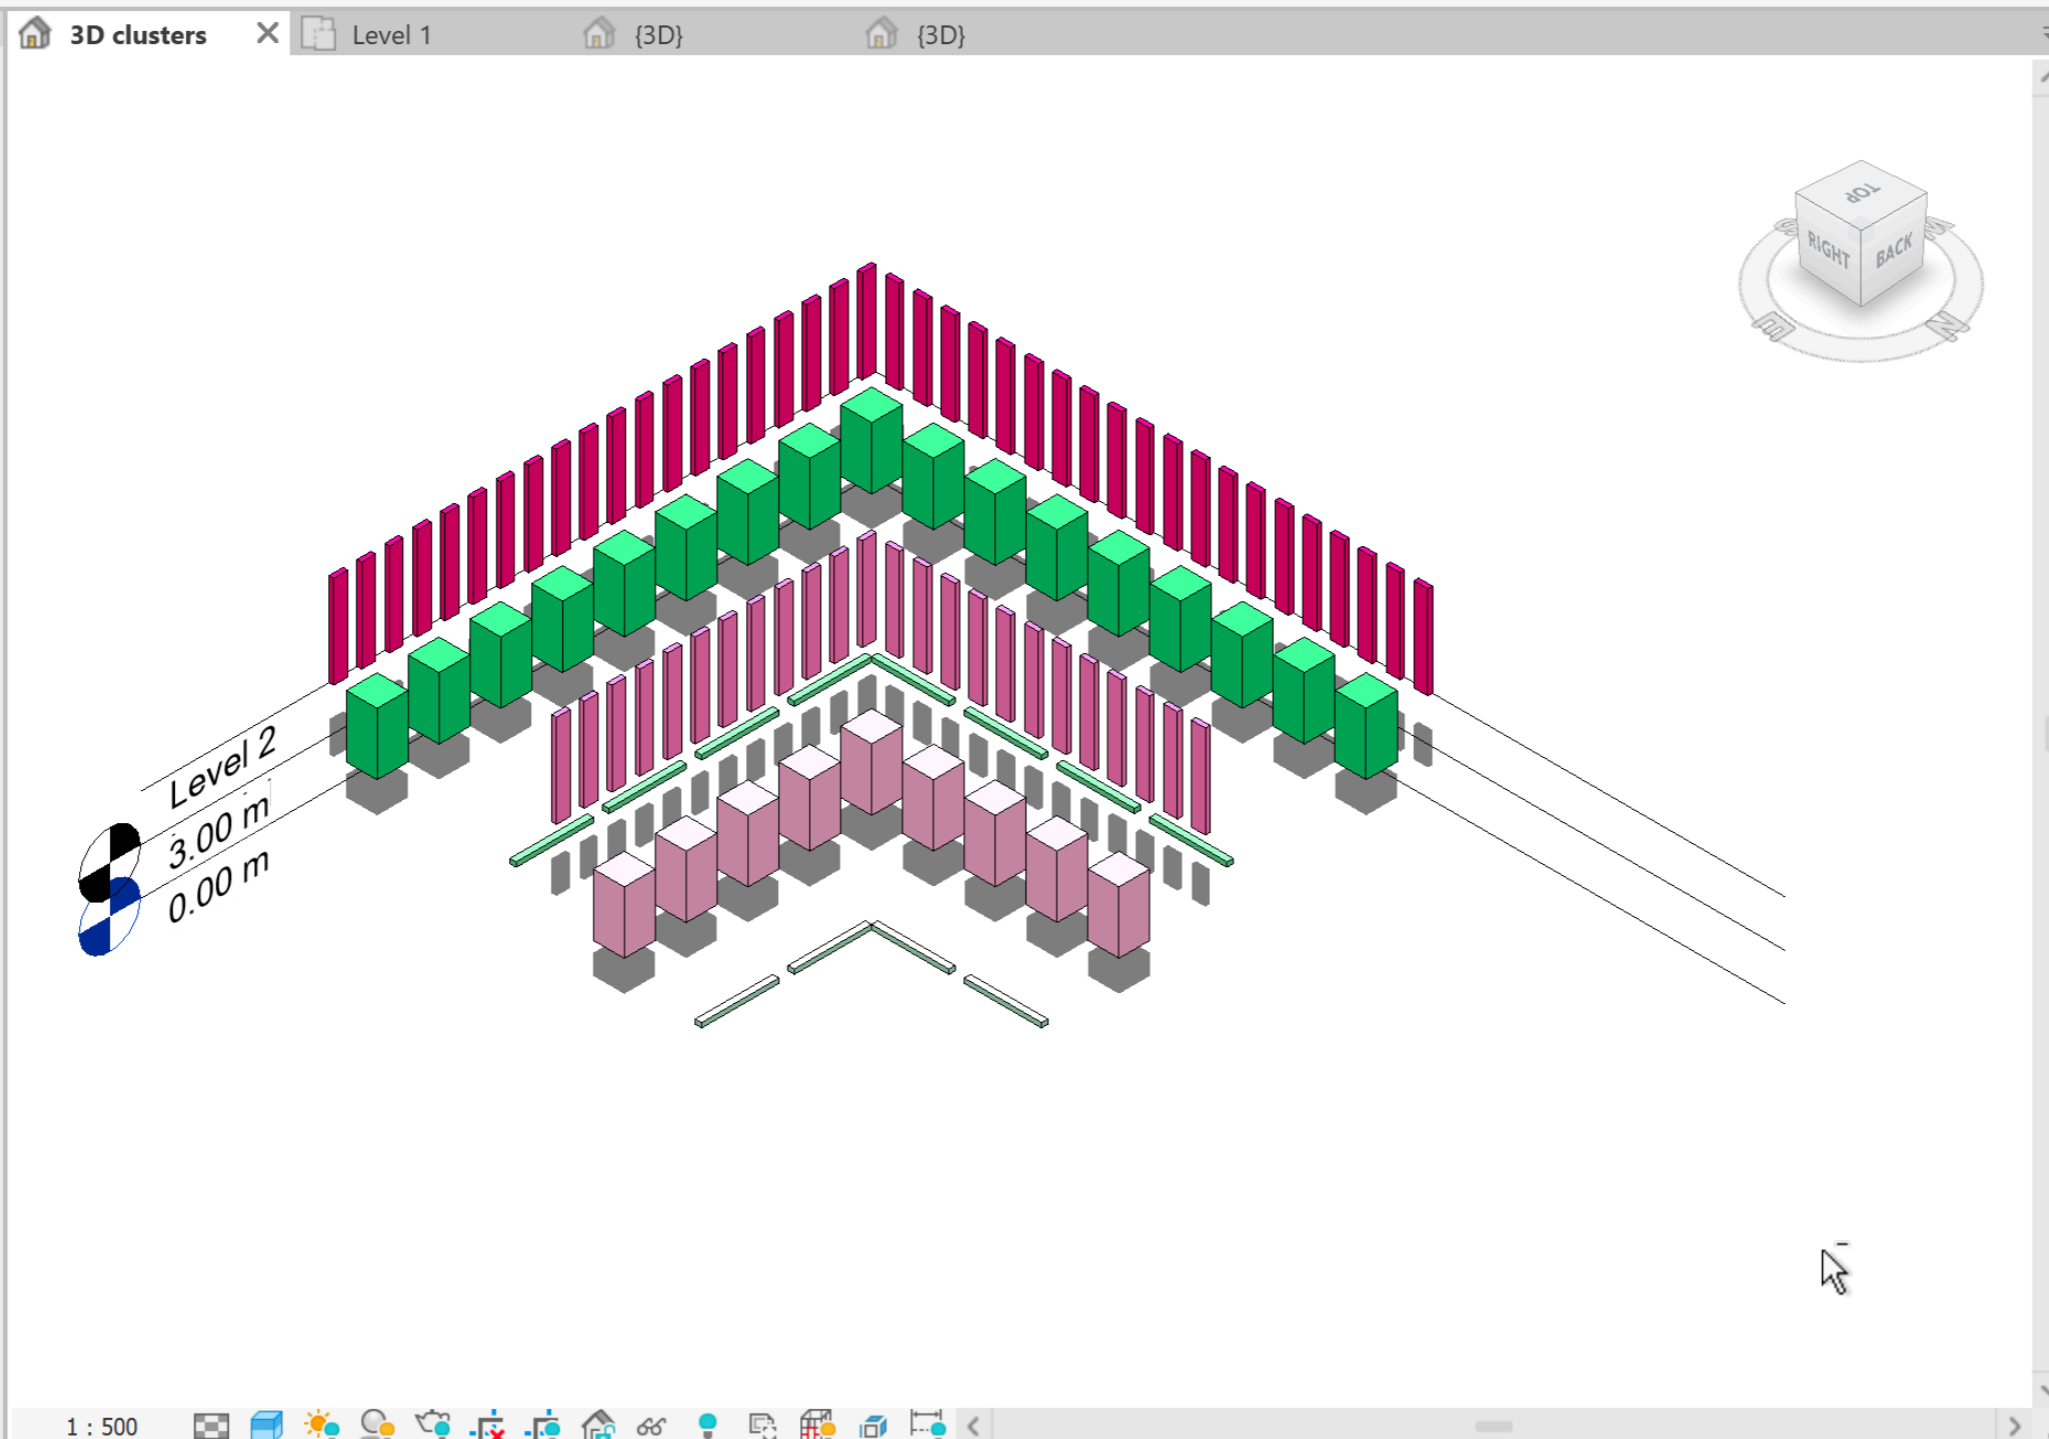 3D clusters
Level 1
{3D}
{3D}
TOP
RIGHT
BACK
E
N
Level 2
3.00 m
0.00 m
1 : 500